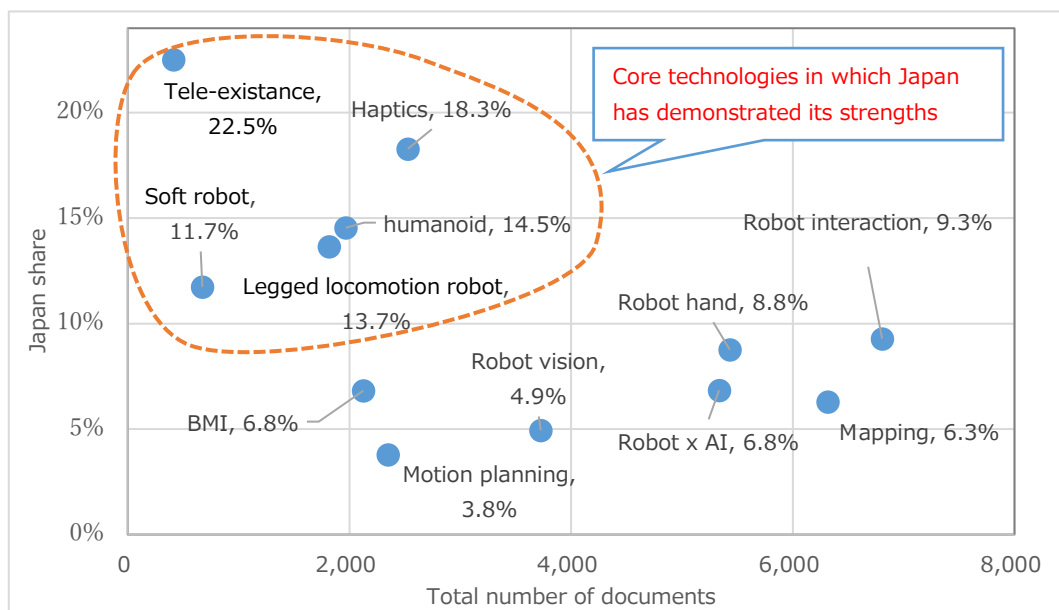 Core technologies in which Japan
has demonstrated its strengths
Tele-existance,
22.5%
Haptics, 18.3%
Soft robot,
11.7%
humanoid, 14.5%
Legged locomotion robot,
13.7%
Robot interaction, 9.3%
Robot hand, 8.8%
Robot vision,
4.9%
BMI, 6.8%
Robot x AI, 6.8%
Mapping, 6.3%
Motion planning,
3.8%
Japan share
20%
15%
10%
5%
0%
0
2,000
4,000
6,000
8,000
Total number of documents